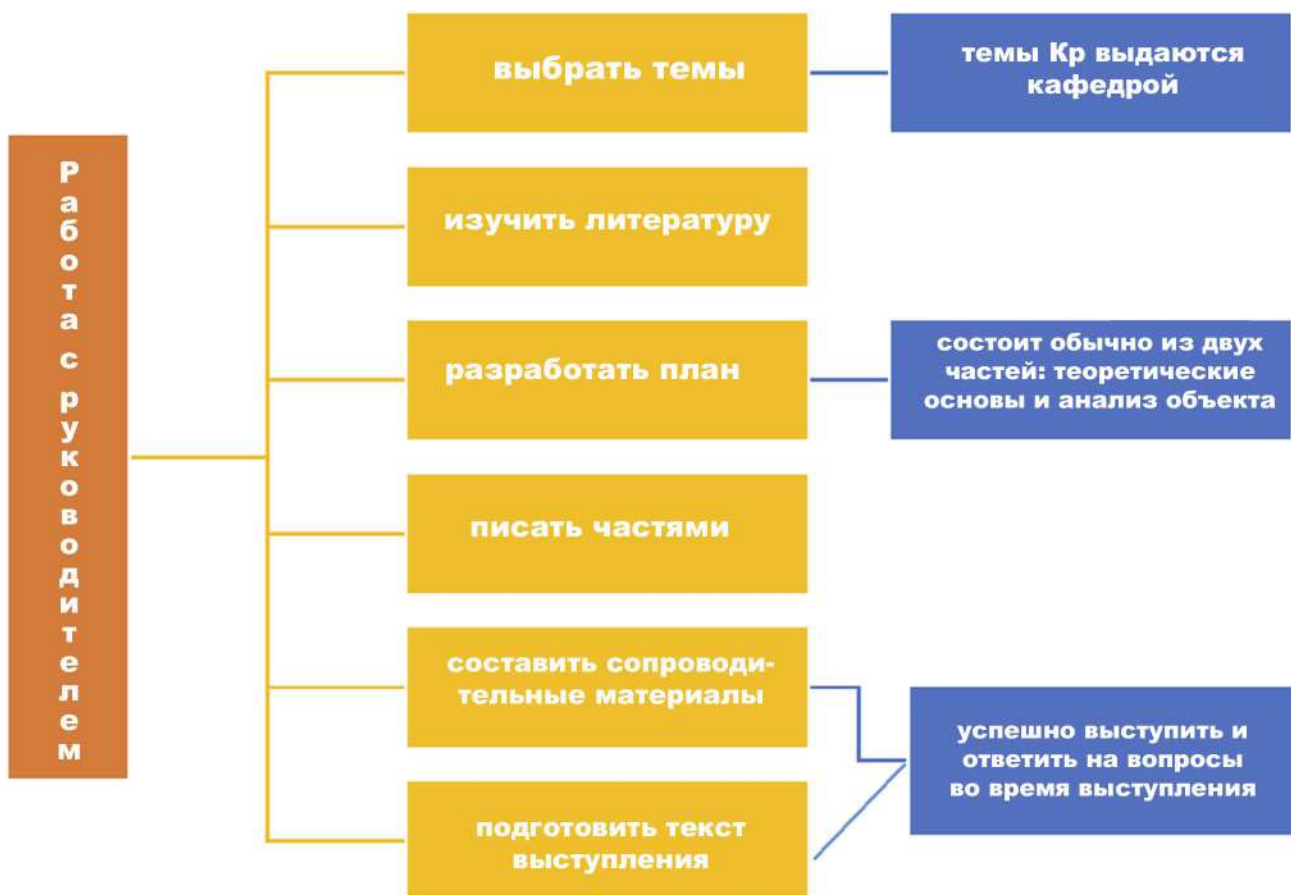 Работа с руководителем
выбрать темы
темы Кр выдаются
кафедрой
изучить литературу
разработать план
состоит обычно из двух
частей: теоретические
основы и анализ объекта
писать частями
составить сопроводи-
тельные материалы
подготовить текст
выступления
успешно выступить и
ответить на вопросы
во время выступления